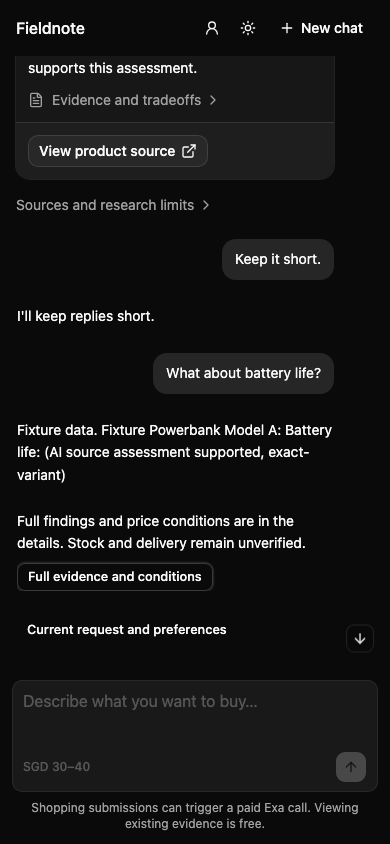 Fieldnote
New chat
supports this assessment.
Evidence and tradeoffs
View product source
Sources and research limits
Keep it short.
I'll keep replies short.
What about battery life?
Fixture data. Fixture Powerbank Model A: Battery
life: (AI source assessment supported, exact-
variant)
Full findings and price conditions are in the
details. Stock and delivery remain unverified.
Full evidence and conditions
Current request and preferences
Describe what you want to buy...
SGD 30–40
Shopping submissions can trigger a paid Exa call. Viewing
existing evidence is free.